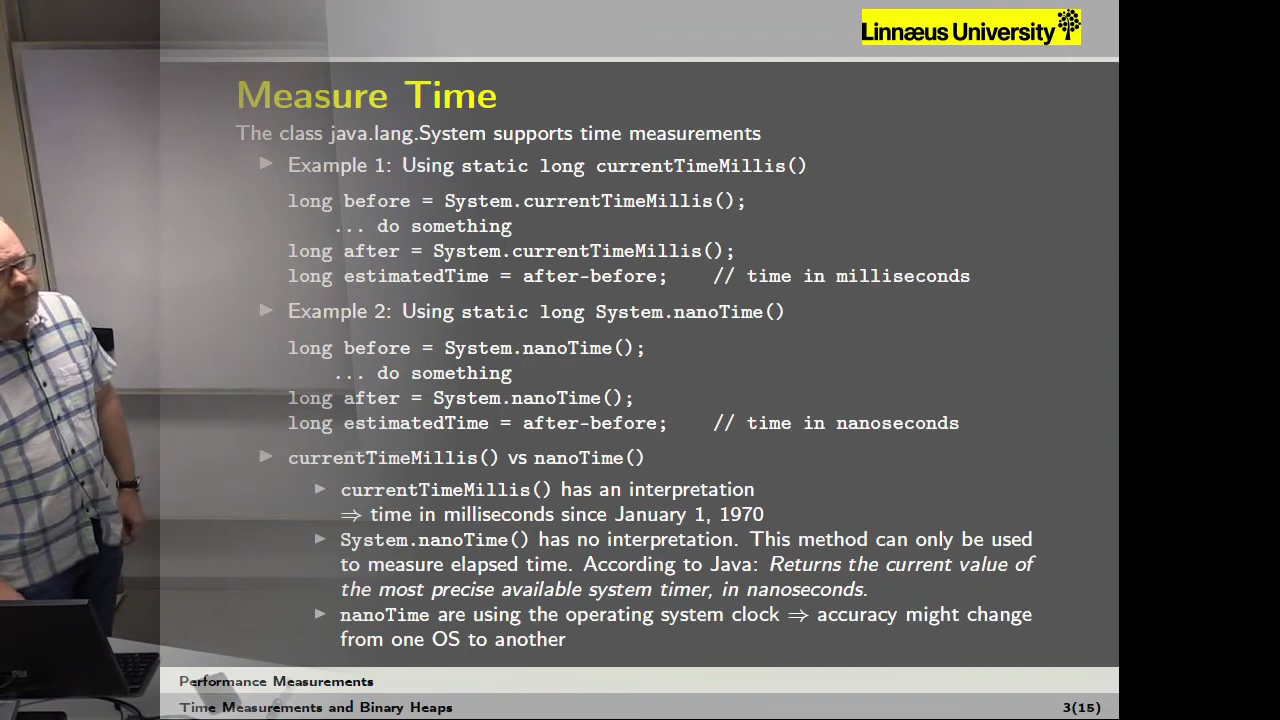 Linnæus University
Measure Time
The class java.lang.System supports time measurements
Example 1: Using static long currentTimeMillis()
long before = System.currentTimeMillis();
... do something
long after = System.currentTimeMillis();
long estimatedTime = after-before; // time in milliseconds
Example 2: Using static long System.nanoTime()
long before = System.nanoTime();
... do something
long after = System.nanoTime();
long estimatedTime = after-before; // time in nanoseconds
currentTimeMillis() vs nanoTime()
currentTimeMillis() has an interpretation
⇒ time in milliseconds since January 1, 1970
System.nanoTime() has no interpretation. This method can only be used
to measure elapsed time. According to Java: Returns the current value of
the most precise available system timer, in nanoseconds.
nanoTime are using the operating system clock ⇒ accuracy might change
from one OS to another
Performance Measurements
Time Measurements and Binary Heaps 3(15)